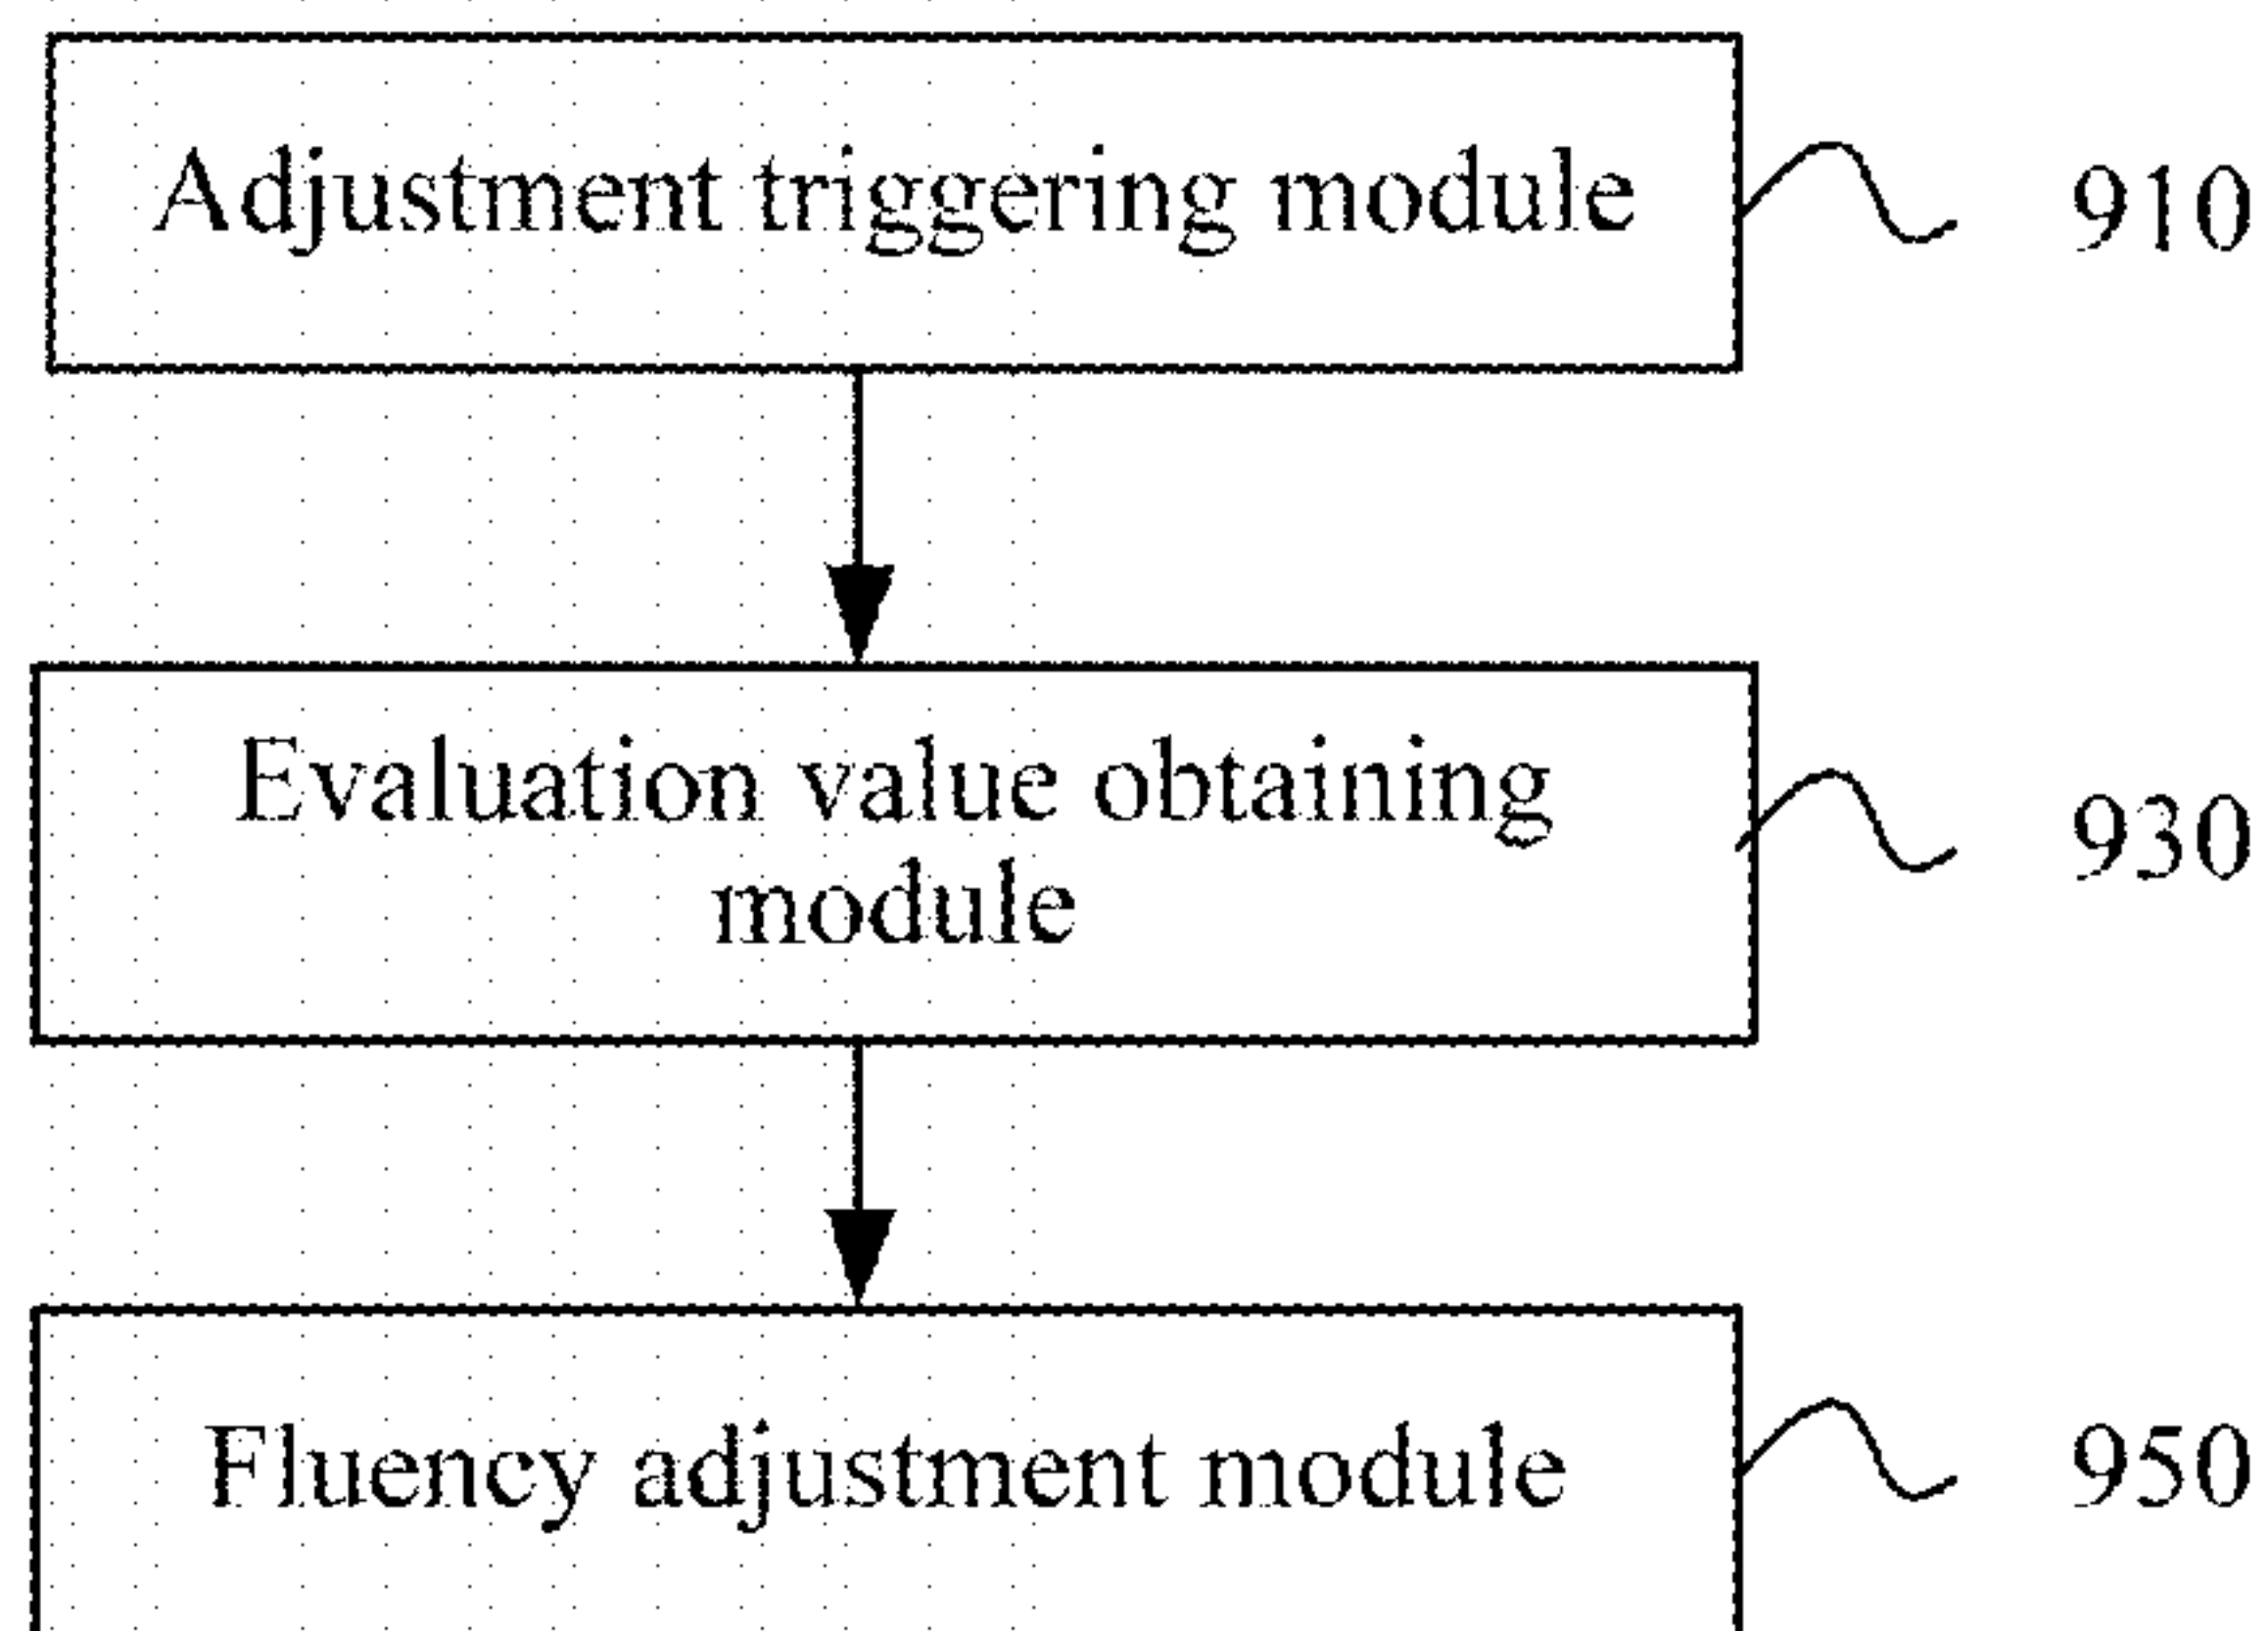 Adjustment triggering module
910
Evaluation value obtaining
module
930
Fluency adjustment module
950